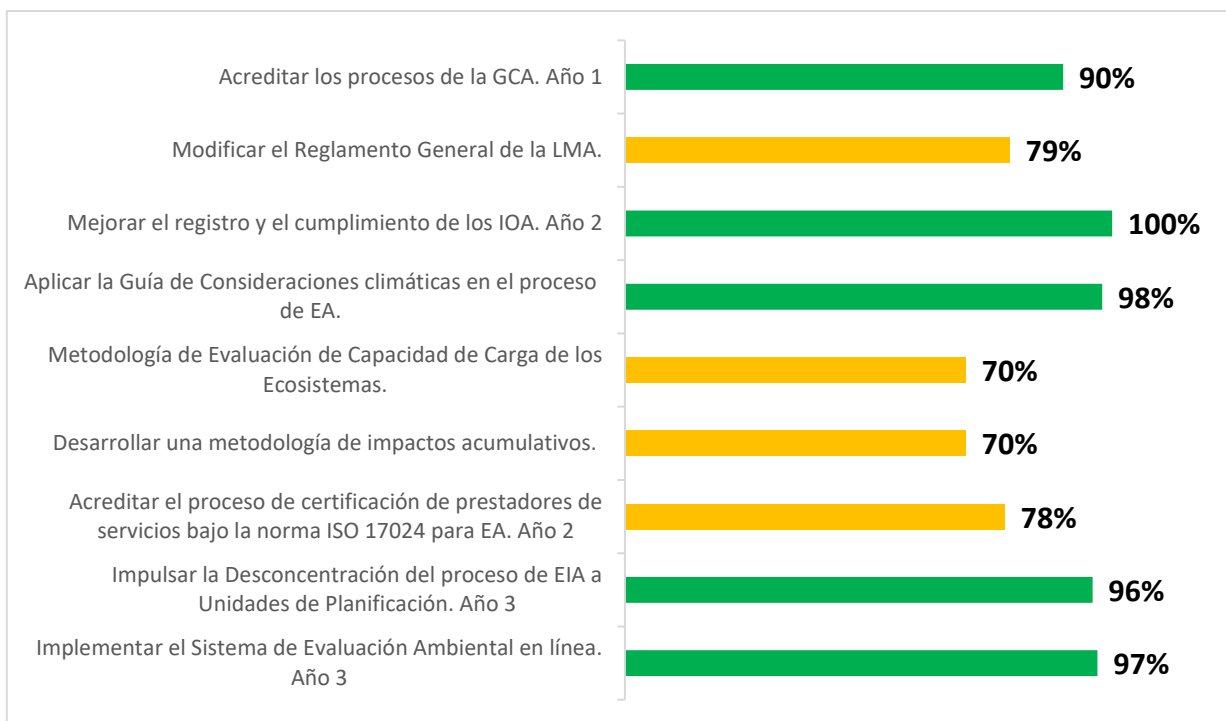 Acreditar los procesos de la GCA. Año 1
90%
Modificar el Reglamento General de la LMA.
79%
Mejorar el registro y el cumplimiento de los IOA. Año 2
100%
Aplicar la Guía de Consideraciones climáticas en el proceso
de EA.
98%
Metodología de Evaluación de Capacidad de Carga de los
Ecosistemas.
70%
Desarrollar una metodología de impactos acumulativos.
70%
Acreditar el proceso de certificación de prestadores de
servicios bajo la norma ISO 17024 para EA. Año 2
78%
Impulsar la Desconcentración del proceso de EIA a
Unidades de Planificación. Año 3
96%
Implementar el Sistema de Evaluación Ambiental en línea.
Año 3
97%